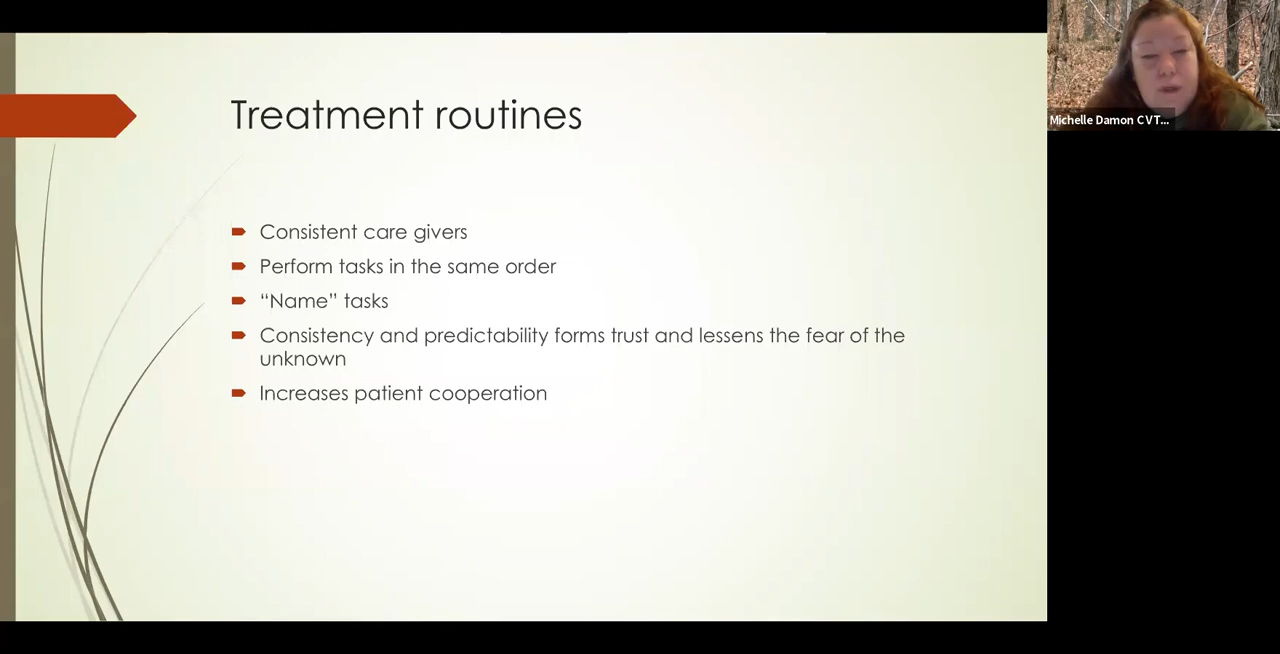 Treatment routines
Consistent care givers
Perform tasks in the same order
“Name” tasks
Consistency and predictability forms trust and lessens the fear of the
unknown
Increases patient cooperation
Michelle Damon CVT...